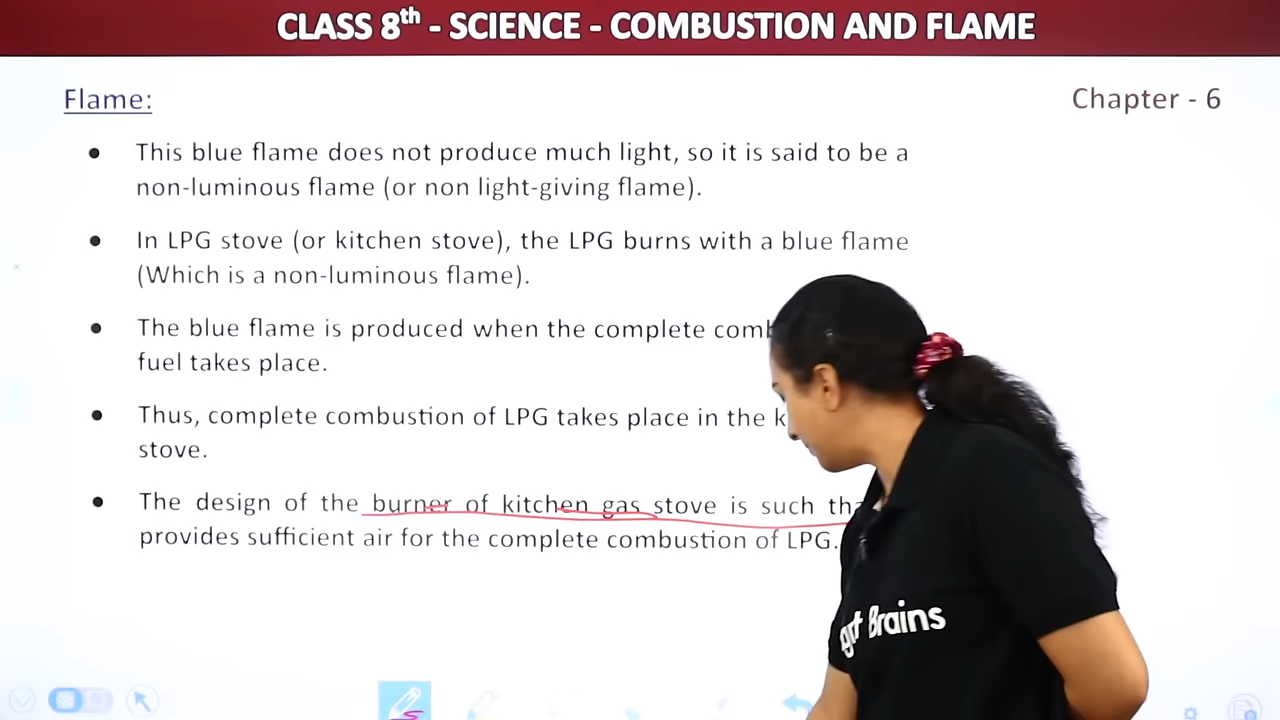 CLASS 8th - SCIENCE - COMBUSTION AND FLAME
Flame:
Chapter - 6
● This blue flame does not produce much light, so it is said to be a
non-luminous flame (or non light-giving flame).
● In LPG stove (or kitchen stove), the LPG burns with a blue flame
(Which is a non-luminous flame).
● The blue flame is produced when the complete
fuel takes place.
● Thus, complete combustion of LPG takes place in the
stove.
● The design of the burner of kitchen gas stove is such
provides sufficient air for the complete combustion of LPG.
Brains